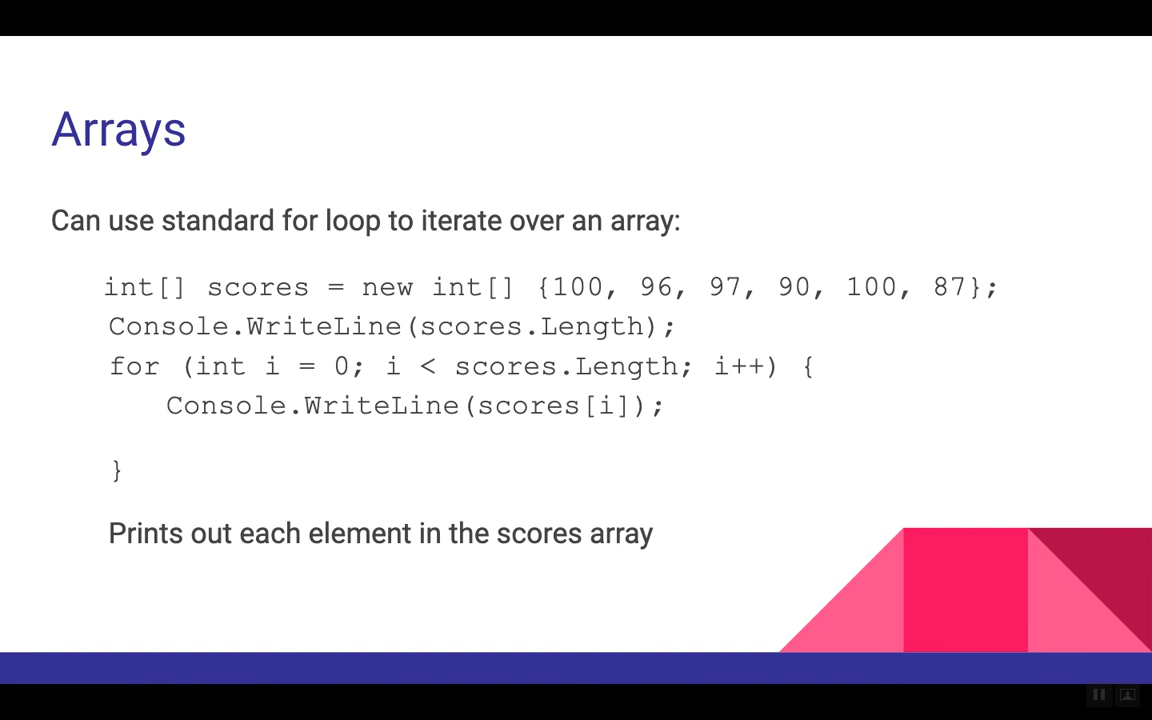 Arrays
Can use standard for loop to iterate over an array:
int[] scores = new int[] {100, 96, 97, 90, 100, 87};
Console.WriteLine(scores.Length);
for (int i = 0; i < scores.Length; i++) {
Console.WriteLine(scores[i]);
}
Prints out each element in the scores array